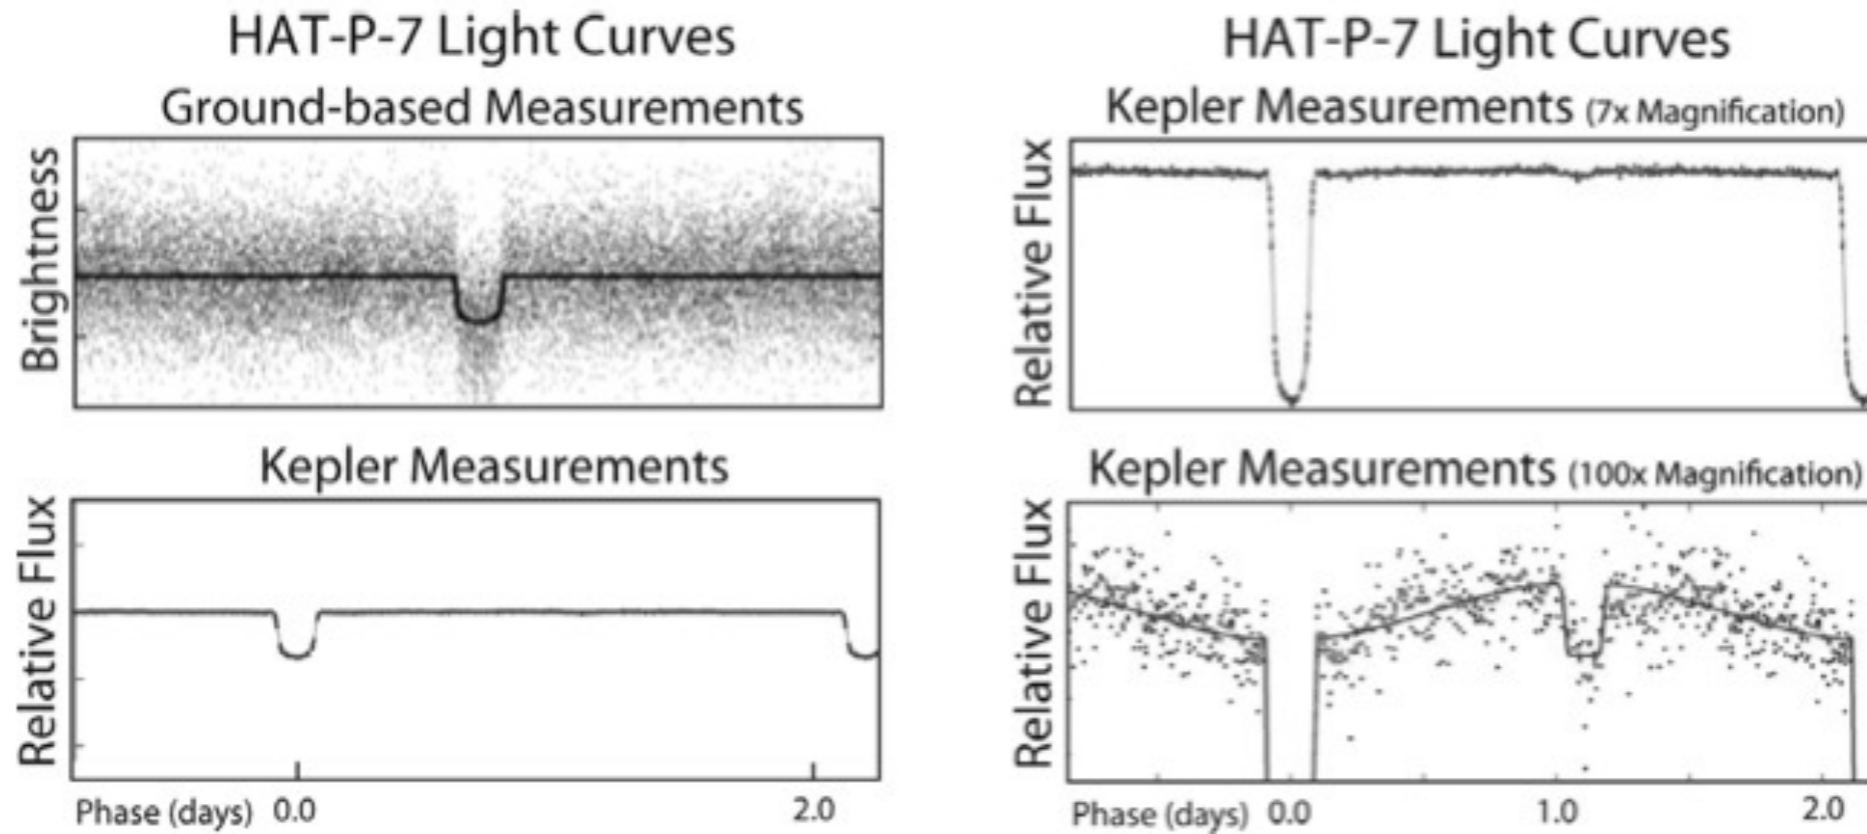 HAT-P-7 Light Curves
Ground-based Measurements
Brightness
Kepler Measurements
Relative Flux
Phase (days) 0.0 2.0
HAT-P-7 Light Curves
Kepler Measurements (7x Magnification)
Relative Flux
Kepler Measurements (100x Magnification)
Relative Flux
Phase (days) 0.0 1.0 2.0